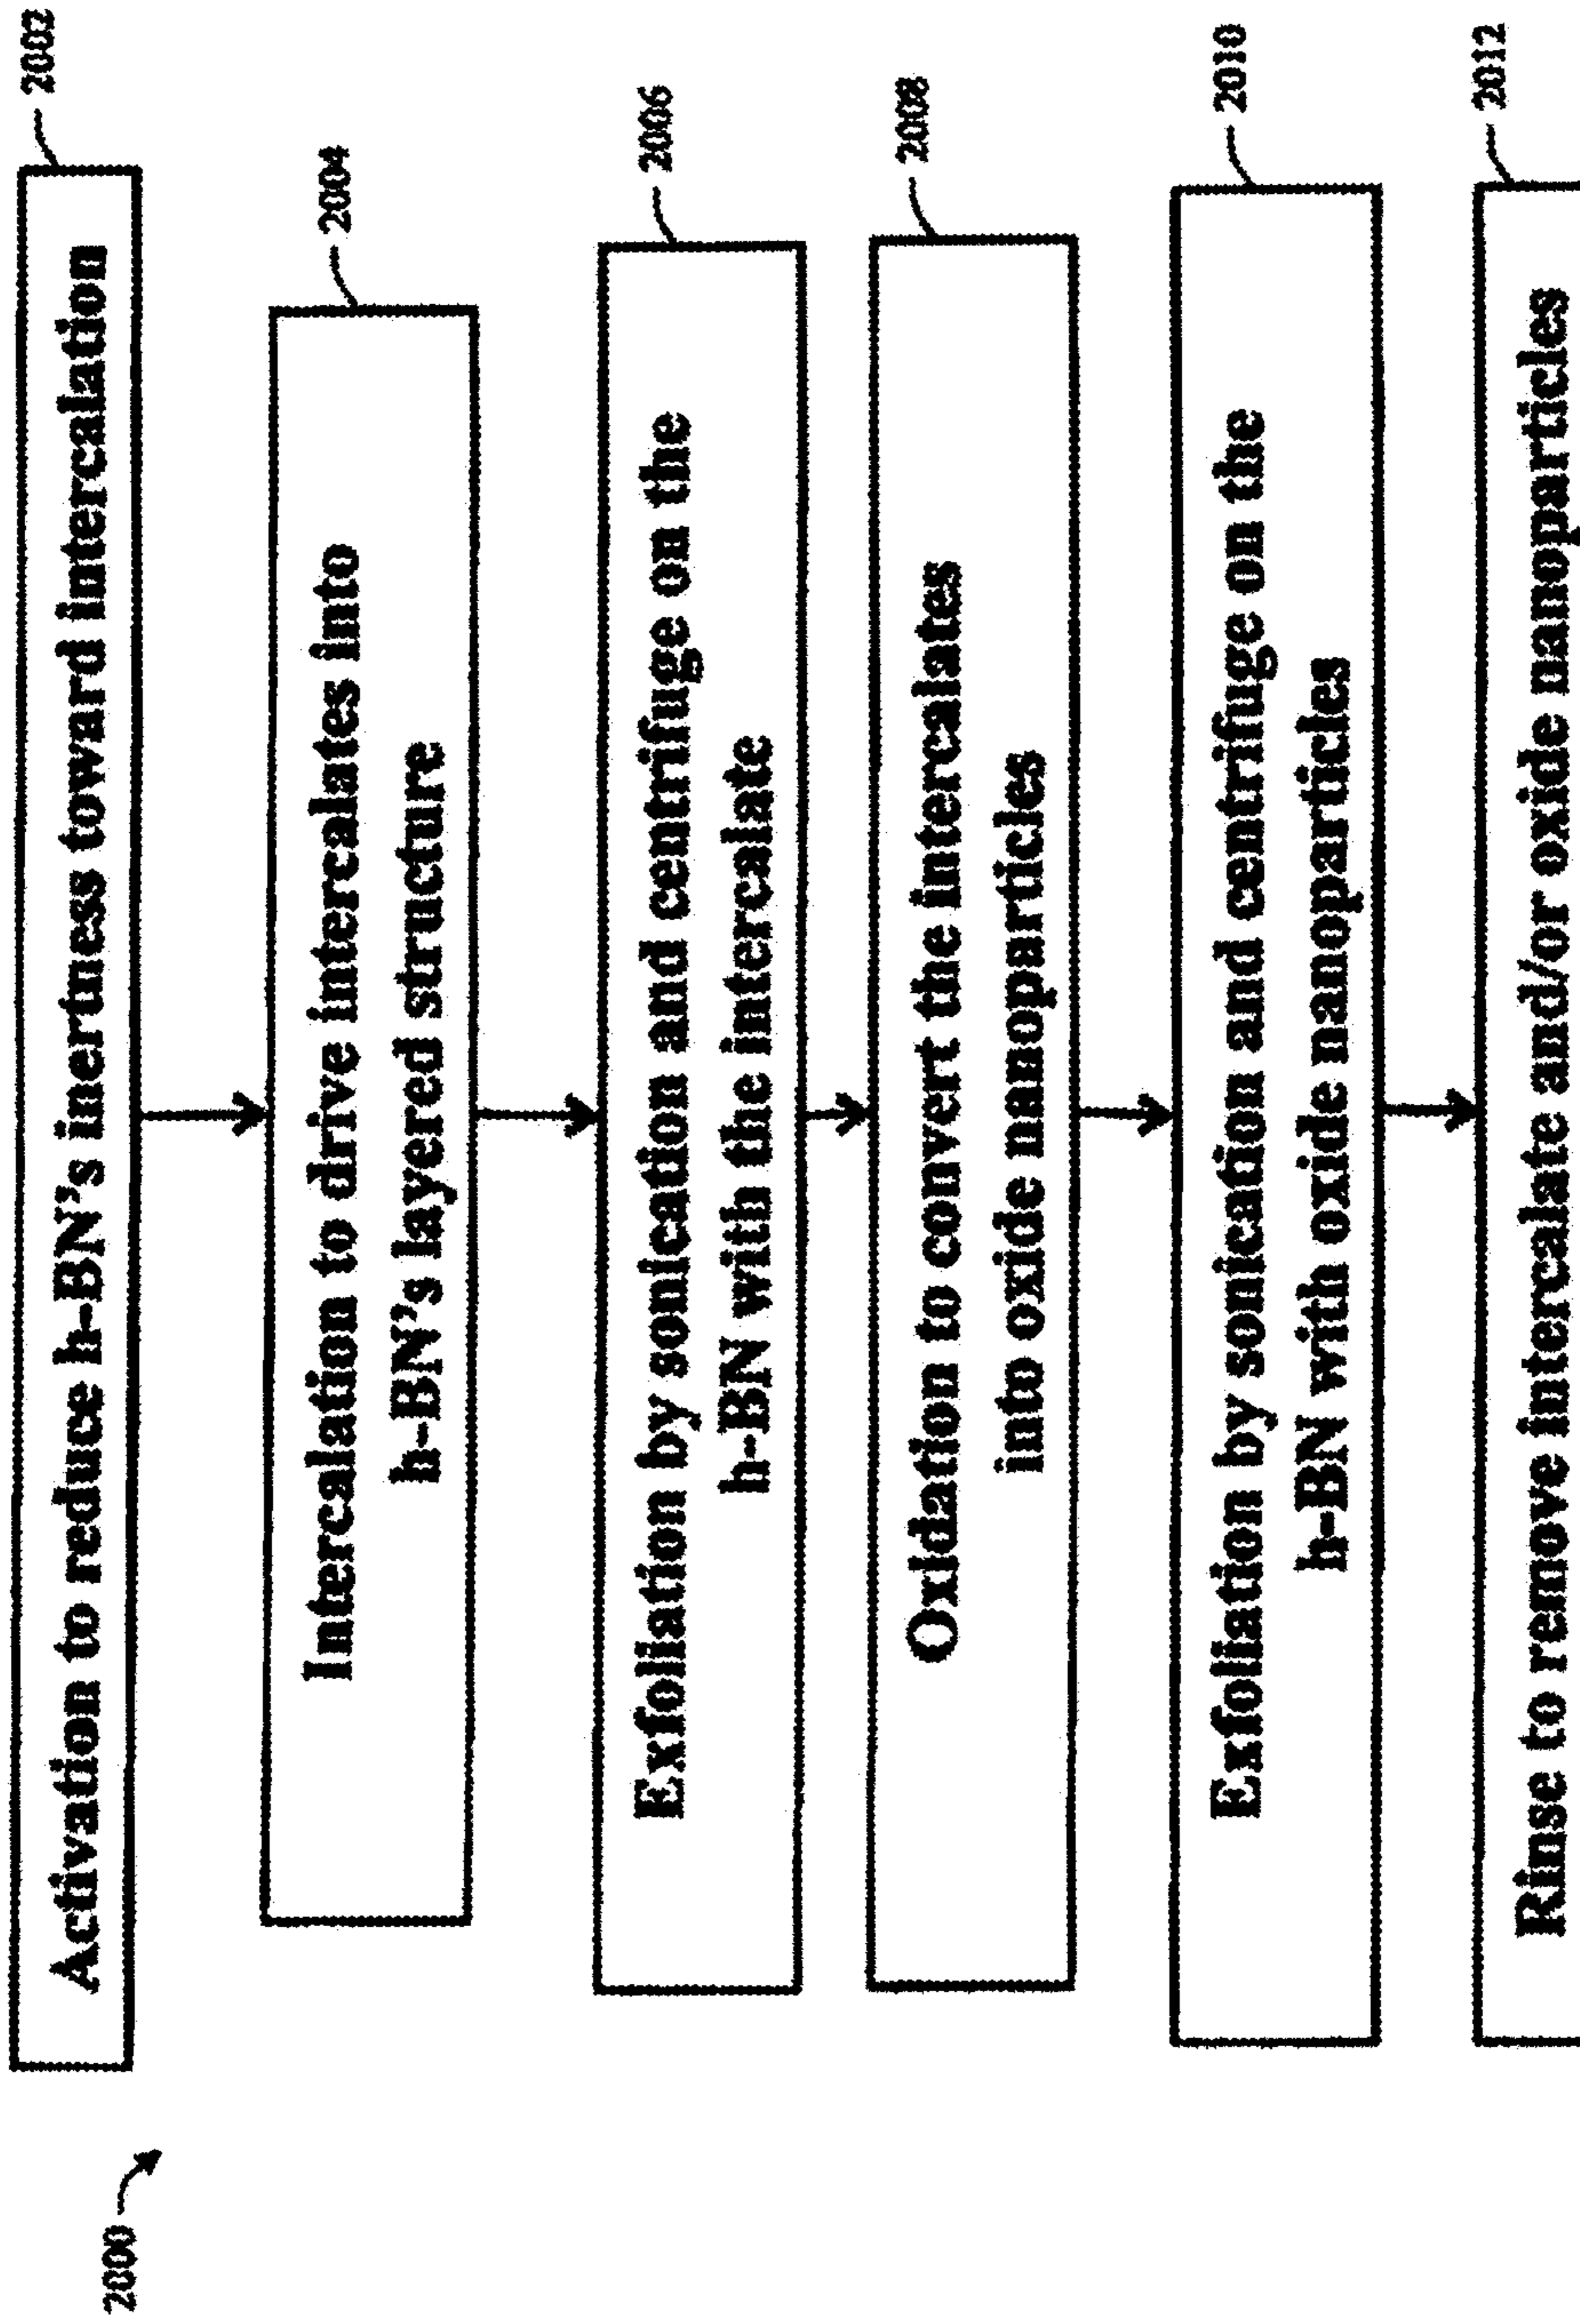 2000
Activation to reduce h-BN's inertness toward intercalation
2002
Intercalation to drive intercalates into
h-BN's layered structure
2004
Exfoliation by sonication and centrifuge on the
h-BN with the intercalate
2006
Oxidation to convert the intercalates
into oxide nanoparticles
2008
Exfoliation by sonication and centrifuge on the
h-BN with oxide nanoparticles
2010
Rinse to remove intercalate and/or oxide nanoparticles
2012